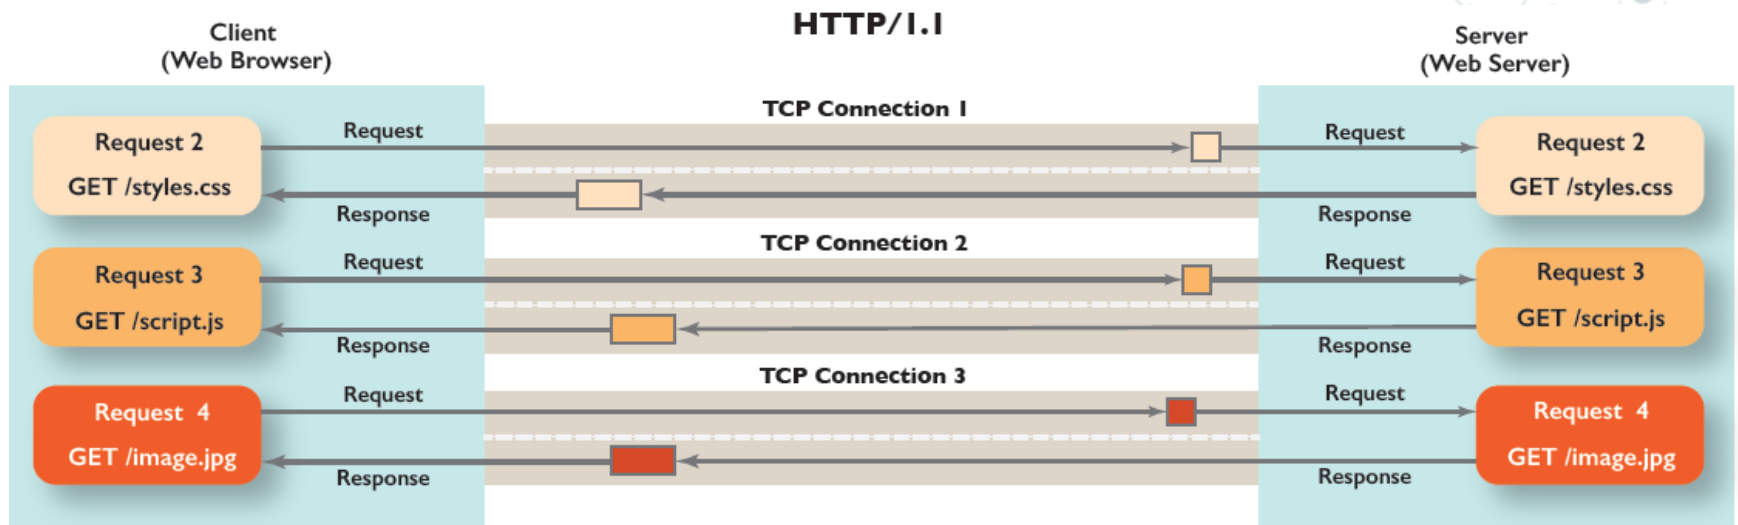 HTTP/1.1
Client
(Web Browser)
Server
(Web Server)
TCP Connection 1
Request 2
GET /styles.css
Request
Response
Request
Response
Request 2
GET /styles.css
TCP Connection 2
Request 3
GET /script.js
Request
Response
Request
Response
Request 3
GET /script.js
TCP Connection 3
Request 4
GET /image.jpg
Request
Response
Request
Response
Request 4
GET /image.jpg